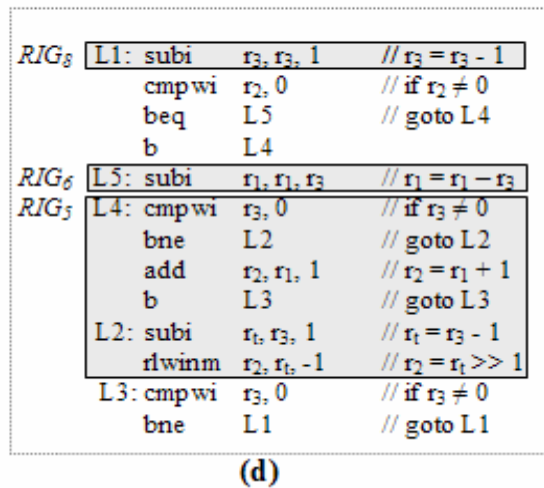 RIG₈ L1: subi r₃, r₃, 1 // r₃ = r₃ - 1
cmpwi r₂, 0 // if r₂ ≠ 0
beq L5 // goto L4
b L4
RIG₆ L5: subi r₁, r₁, r₃ // r₁ = r₁ – r₃
RIG₅ L4: cmpwi r₃, 0 // if r₃ ≠ 0
bne L2 // goto L2
add r₂, r₁, 1 // r₂ = r₁ + 1
b L3 // goto L3
L2: subi rₜ, r₃, 1 // rₜ = r₃ - 1
rlwinm r₂, rₜ, -1 // r₂ = rₜ >> 1
L3: cmpwi r₃, 0 // if r₃ ≠ 0
bne L1 // goto L1
(d)